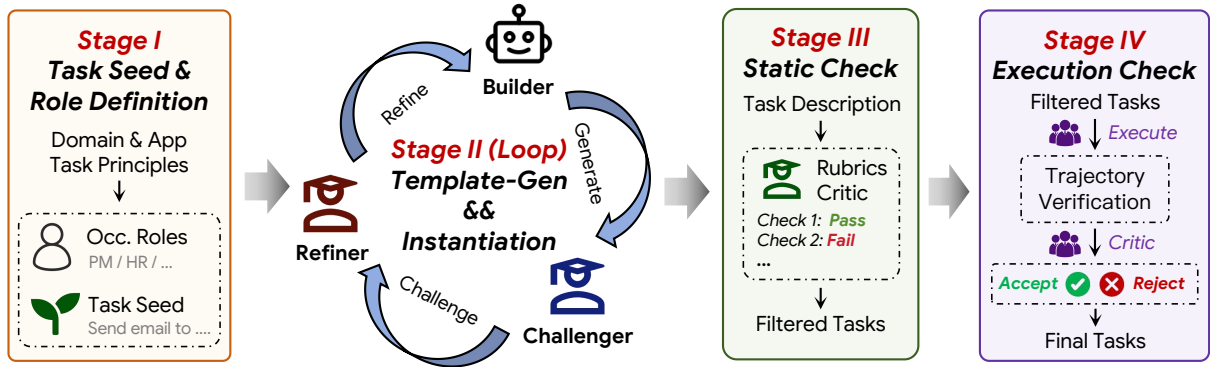 Stage I
Task Seed &
Role Definition
Domain & App
Task Principles
Occ. Roles
PM / HR / ...
Task Seed
Send email to ....
Builder
Refine
Generate
Stage II (Loop)
Template-Gen
&&
Instantiation
Refiner
Challenge
Challenger
Stage III
Static Check
Task Description
Rubrics
Critic
Check 1: Pass
Check 2: Fail
...
Filtered Tasks
Stage IV
Execution Check
Filtered Tasks
Execute
Trajectory
Verification
Critic
Accept Reject
Final Tasks